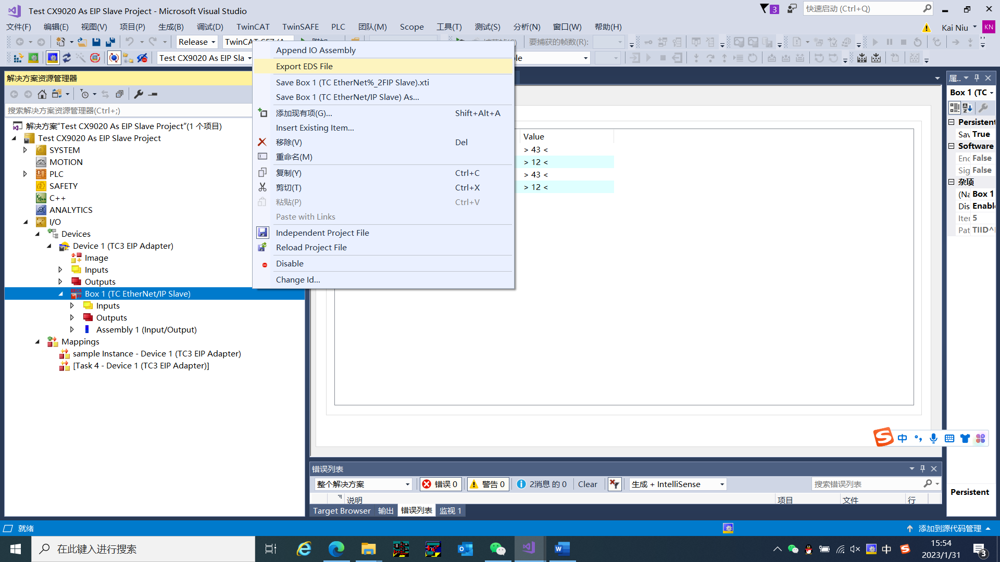 Test CX9020 As EIP Slave Project - Microsoft Visual Studio
3
快速启动 (Ctrl+Q)
文件(F) 编辑(E) 视图(V) 项目(P) 生成(B) 调试(D) TwinCAT TwinSAFE PLC 团队(M) Scope 工具(T) 测试(S) 分析(N) 窗口(W) 帮助(H)
Kai Niu KN
Release
要捕获的帧数(R):
Test CX9020 As EIP Sla
Append IO Assembly
Export EDS File
Save Box 1 (TC EtherNet%_2FIP Slave).xti
Save Box 1 (TC EtherNet/IP Slave) As...
添加现有项(G)... Shift+Alt+A
Insert Existing Item...
移除(V) Del
重命名(M)
复制(Y) Ctrl+C
剪切(T) Ctrl+X
粘贴(P) Ctrl+V
Paste with Links
Independent Project File
Reload Project File
Disable
Change Id...
解决方案资源管理器
搜索解决方案资源管理器(Ctrl+;)
解决方案"Test CX9020 As EIP Slave Project"(1 个项目)
Test CX9020 As EIP Slave Project
SYSTEM
MOTION
PLC
SAFETY
C++
ANALYTICS
I/O
Devices
Device 1 (TC3 EIP Adapter)
Image
Inputs
Outputs
Box 1 (TC EtherNet/IP Slave)
Inputs
Outputs
Assembly 1 (Input/Output)
Mappings
sample Instance - Device 1 (TC3 EIP Adapter)
[Task 4 - Device 1 (TC3 EIP Adapter)]
Value
> 43 <
> 12 <
> 43 <
> 12 <
属..
Box 1 (TC
Persistent
Sav True
Software
Enc False
Sig False
杂项
(Na Box 1
Dis Enabl
Iter 5
Pat TIID^
Persistent
中
错误列表
整个解决方案 错误 0 警告 0 2消息 的 0 Clear 生成 + IntelliSense 搜索错误列表
说明 项目 文件 行
Target Browser 输出 错误列表 监视 1
就绪 添加到源代码管理
在此键入进行搜索
中
15:54
2023/1/31
3